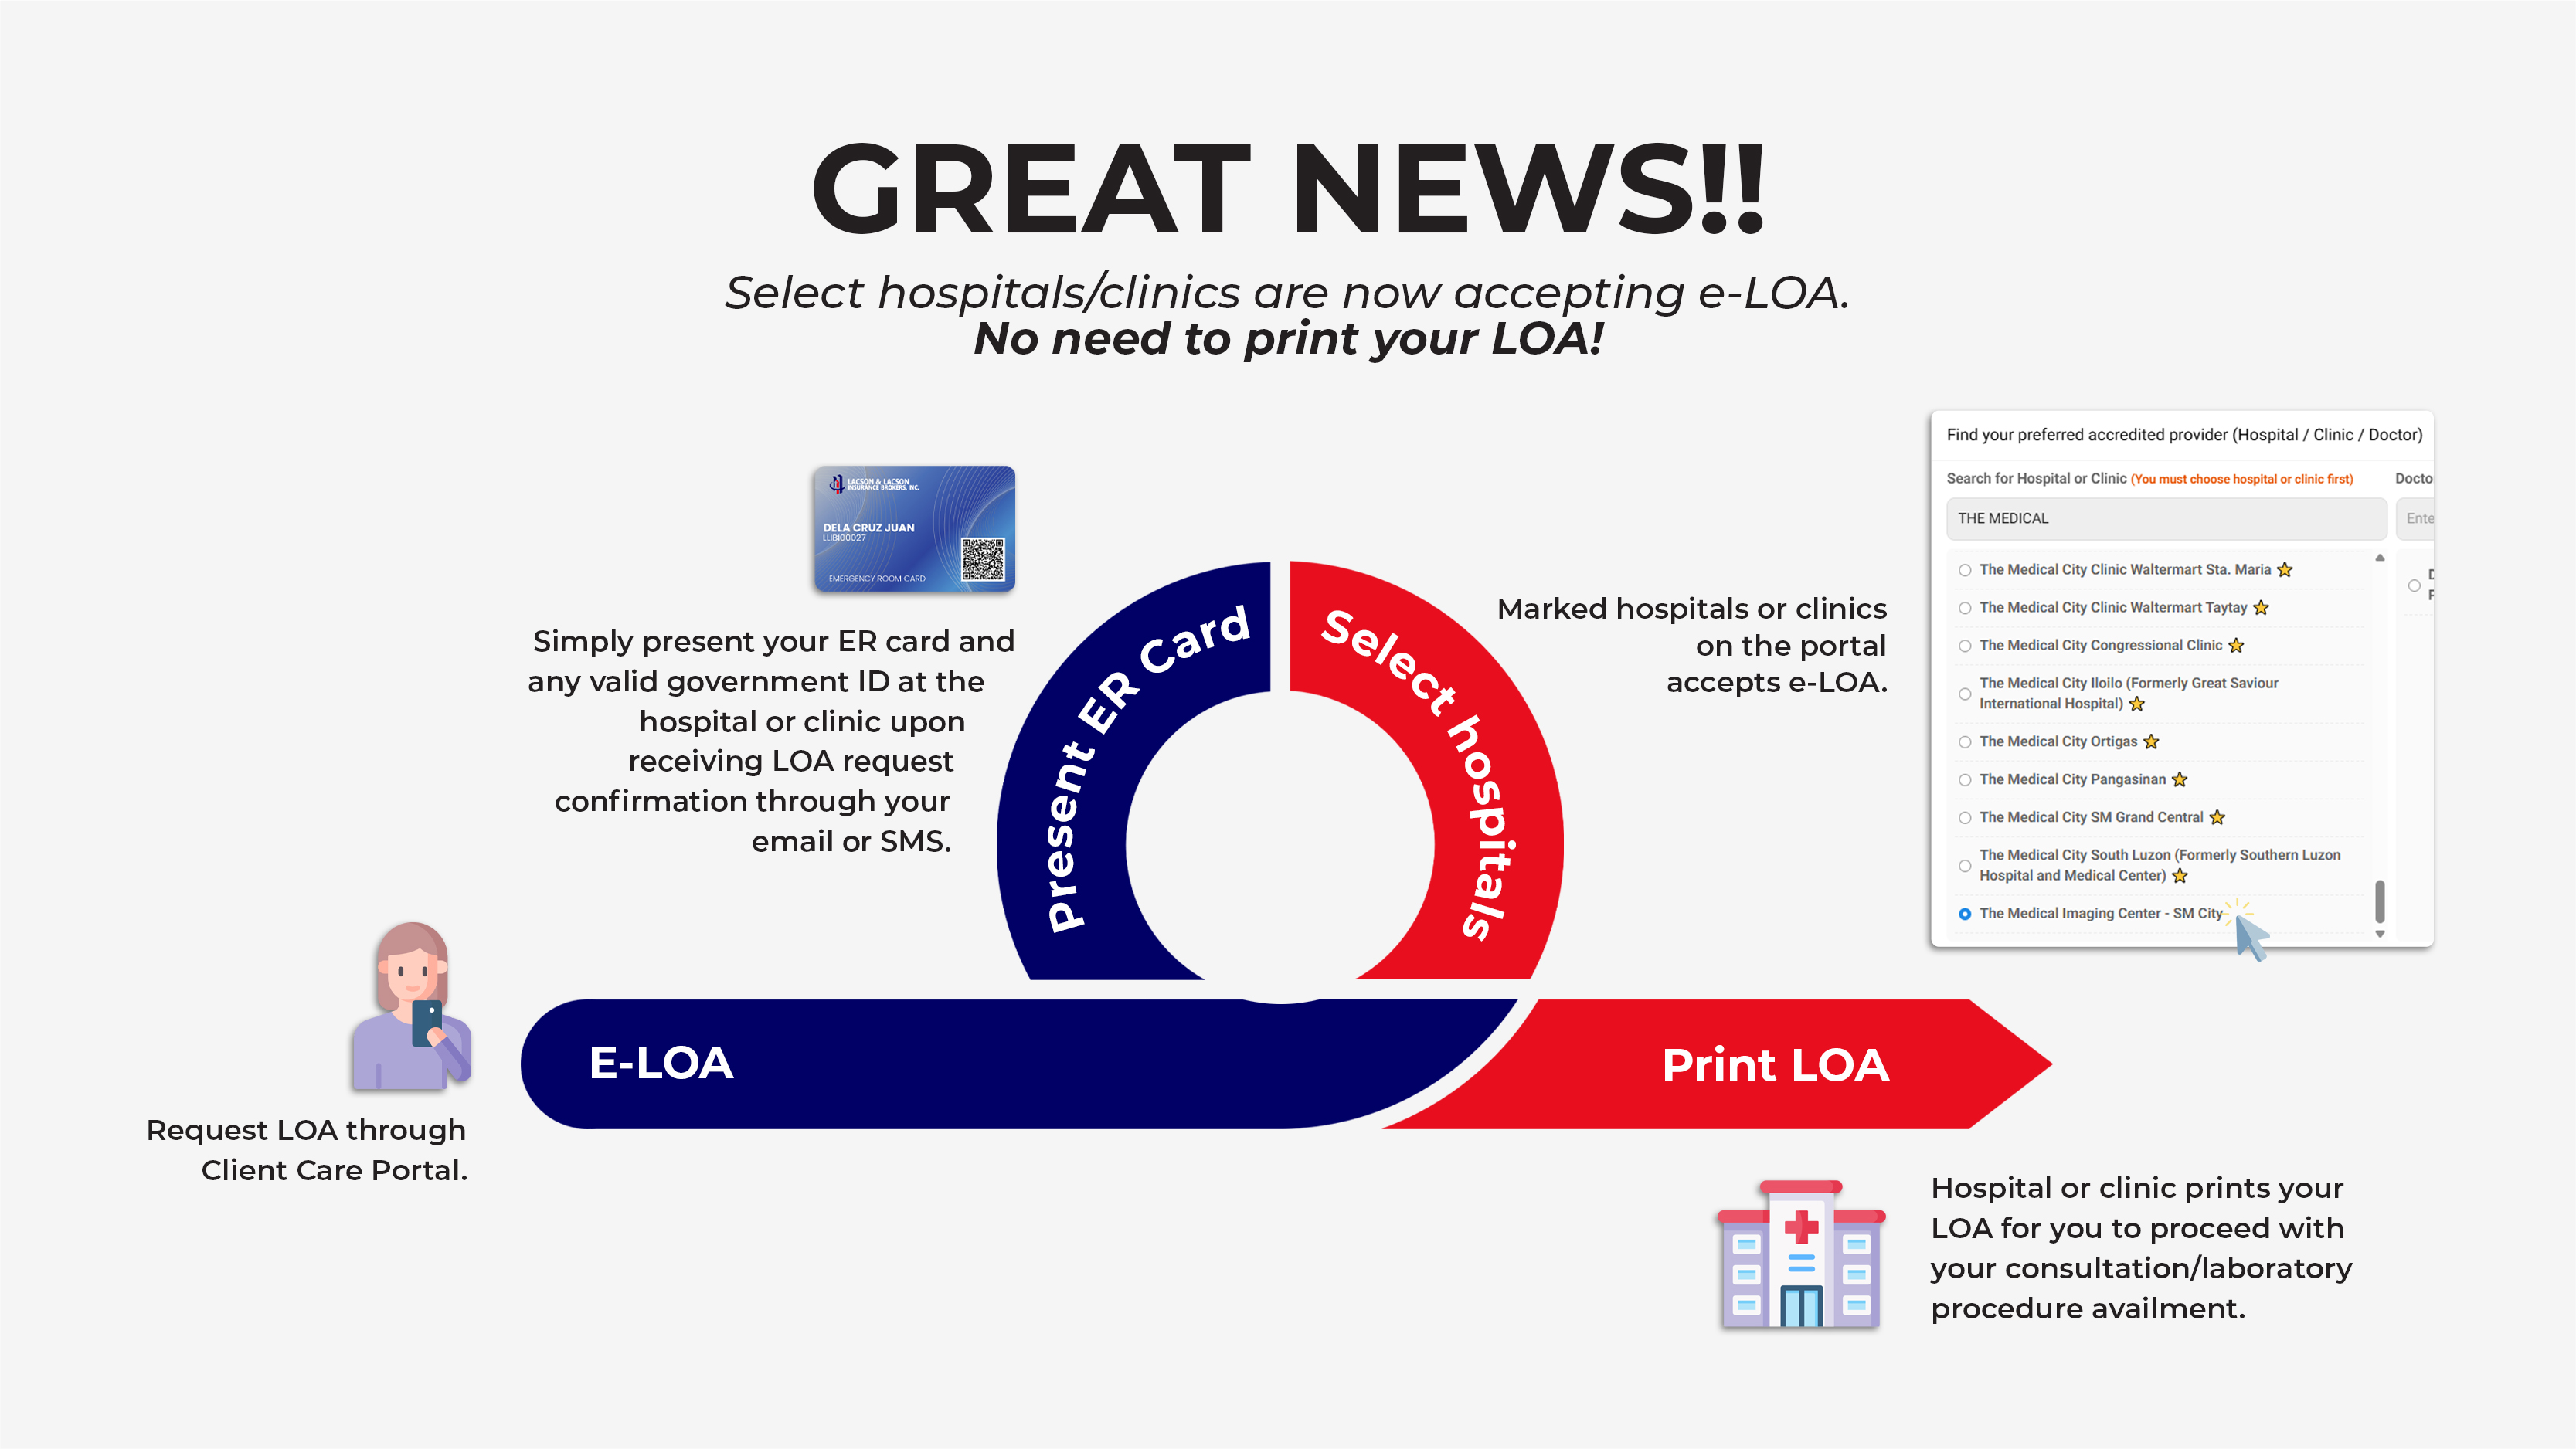 GREAT NEWS!!
Select hospitals/clinics are now accepting e-LOA.
No need to print your LOA!
LACSON & LACSON
INSURANCE BROKERS, INC.
DELA CRUZ JUAN
LLIBI00027
EMERGENCY ROOM CARD
Simply present your ER card and
any valid government ID at the
hospital or clinic upon
receiving LOA request
confirmation through your
email or SMS.
Present ER Card
Select hospitals
Marked hospitals or clinics
on the portal
accepts e-LOA.
Find your preferred accredited provider (Hospital / Clinic / Doctor)
Search for Hospital or Clinic (You must choose hospital or clinic first)
Docto
THE MEDICAL
Ente
The Medical City Clinic Waltermart Sta. Maria
The Medical City Clinic Waltermart Taytay
The Medical City Congressional Clinic
The Medical City Iloilo (Formerly Great Saviour
International Hospital)
The Medical City Ortigas
The Medical City Pangasinan
The Medical City SM Grand Central
The Medical City South Luzon (Formerly Southern Luzon
Hospital and Medical Center)
The Medical Imaging Center - SM City
E-LOA
Print LOA
Request LOA through
Client Care Portal.
Hospital or clinic prints your
LOA for you to proceed with
your consultation/laboratory
procedure availment.